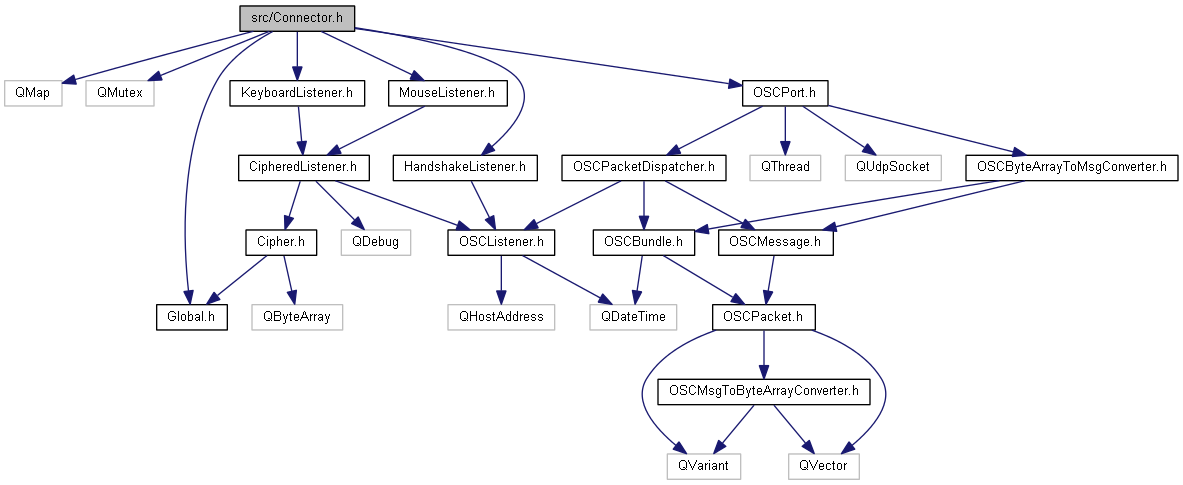 src/Connector.h
QMap
QMutex
KeyboardListener.h
MouseListener.h
OSCPort.h
CipheredListener.h
HandshakeListener.h
OSCPacketDispatcher.h
QThread
QUdpSocket
OSCByteArrayToMsgConverter.h
Cipher.h
QDebug
OSCListener.h
OSCBundle.h
OSCMessage.h
Global.h
QByteArray
QHostAddress
QDateTime
OSCPacket.h
OSCMsgToByteArrayConverter.h
QVariant
QVector